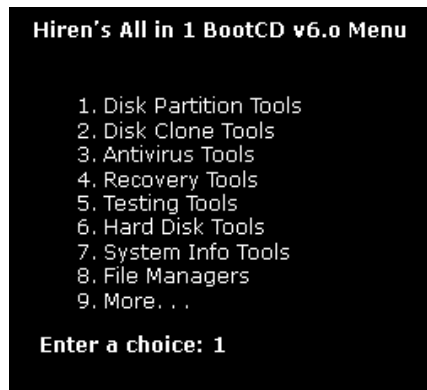 Hiren's All in 1 BootCD v6.o Menu
1. Disk Partition Tools
2. Disk Clone Tools
3. Antivirus Tools
4. Recovery Tools
5. Testing Tools
6. Hard Disk Tools
7. System Info Tools
8. File Managers
9. More. . .
Enter a choice: 1